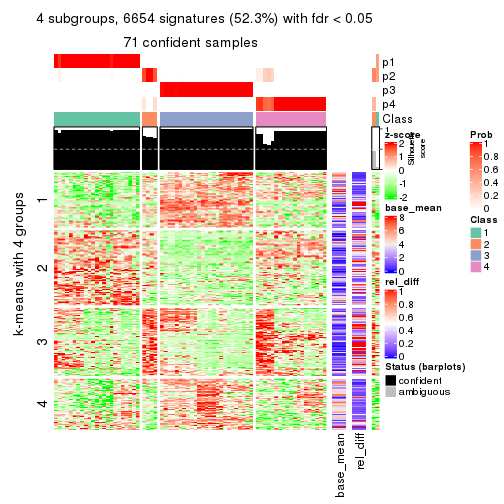 4 subgroups, 6654 signatures (52.3%) with fdr < 0.05
71 confident samples
p1
p2
p3
p4
Class
1
Silhouette
score
k-means with 4 groups
1
2
3
4
base_mean
rel_diff
z-score
2
1
0
-1
-2
base_mean
8
6
4
2
0
rel_diff
1
0.8
0.6
0.4
0.2
0
Status (barplots)
confident
ambiguous
Prob
1
0.8
0.6
0.4
0.2
0
Class
1
2
3
4